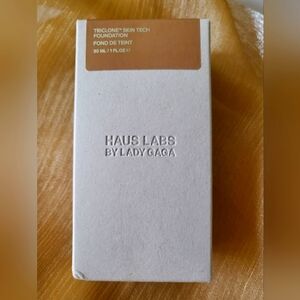 TRICLONE™ SKIN TECH
FOUNDATION
FOND DE TEINT
30 ML / 1 FL OZ ℮
HAUS LABS
BY LADY GAGA